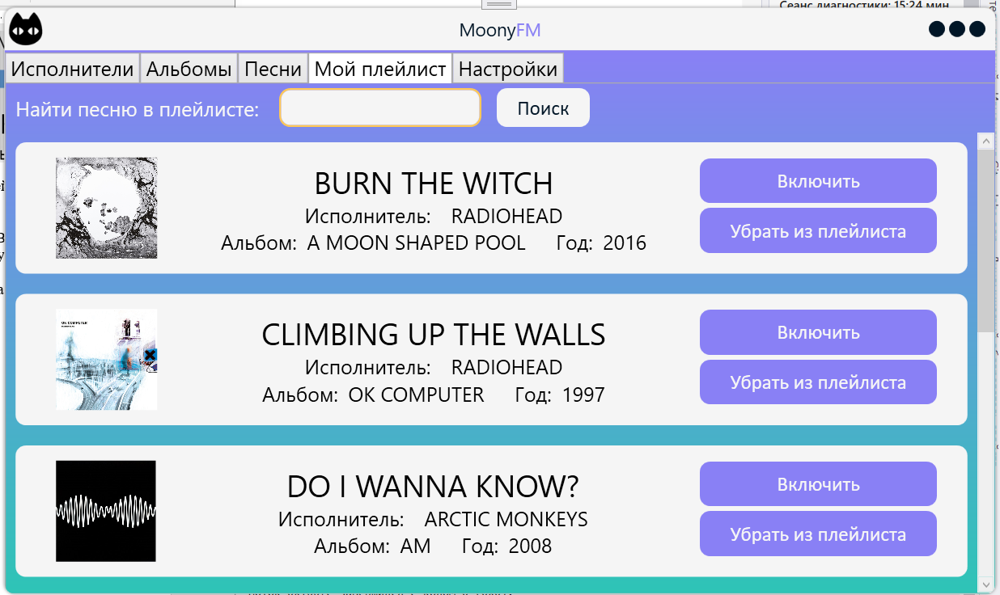 Сеанс диагностики: 15:24 мин
MoonyFM
Исполнители Альбомы Песни Мой плейлист Настройки
Найти песню в плейлисте: Поиск
BURN THE WITCH
Исполнитель: RADIOHEAD
Альбом: A MOON SHAPED POOL Год: 2016
Включить
Убрать из плейлиста
OK COMPUTER
CLIMBING UP THE WALLS
Исполнитель: RADIOHEAD
Альбом: OK COMPUTER Год: 1997
Включить
Убрать из плейлиста
DO I WANNA KNOW?
Исполнитель: ARCTIC MONKEYS
Альбом: AM Год: 2008
Включить
Убрать из плейлиста